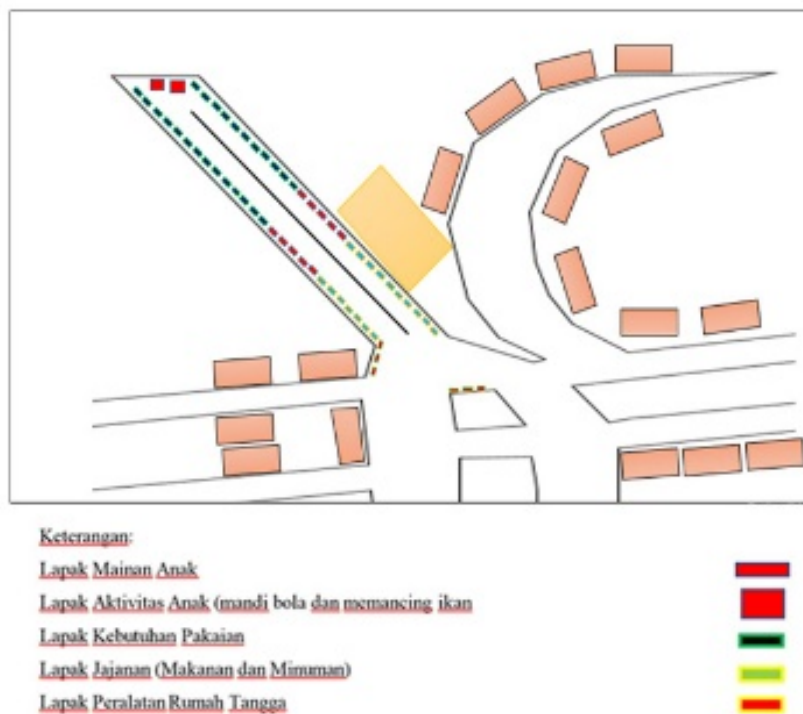 Keterangan:
Lapak Mainan Anak
Lapak Aktivitas Anak (mandi bola dan memancing ikan
Lapak Kebutuhan Pakaian
Lapak Jajanan (Makanan dan Minuman)
Lapak Peralatan Rumah Tangga